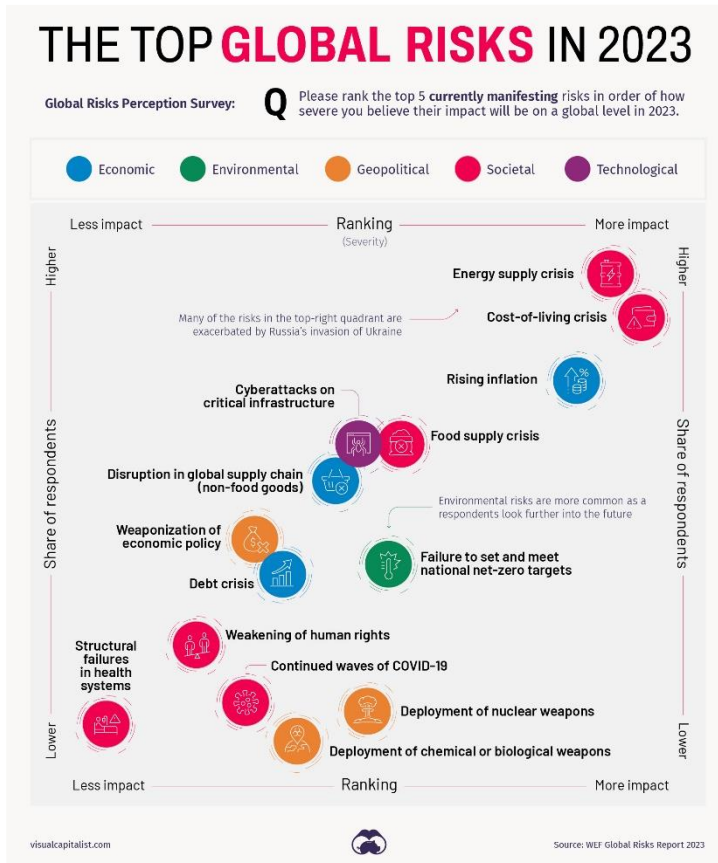 THE TOP GLOBAL RISKS IN 2023
Global Risks Perception Survey:
Q
Please rank the top 5 currently manifesting risks in order of how
severe you believe their impact will be on a global level in 2023.
Economic
Environmental
Geopolitical
Societal
Technological
Less impact
Ranking
(Severity)
More impact
Higher
Higher
Energy supply crisis
Many of the risks in the top-right quadrant are
exacerbated by Russia's invasion of Ukraine
Cost-of-living crisis
Rising inflation
%
Cyberattacks on
critical infrastructure
Food supply crisis
Share of respondents
Share of respondents
Disruption in global supply chain
(non-food goods)
Environmental risks are more common as a
respondents look further into the future
Weaponization of
economic policy
$
Debt crisis
Failure to set and meet
national net-zero targets
Weakening of human rights
Structural
failures
in health
systems
Continued waves of COVID-19
Deployment of nuclear weapons
Deployment of chemical or biological weapons
Lower
Lower
Less impact
Ranking
More impact
visualcapitalist.com
Source: WEF Global Risks Report 2023